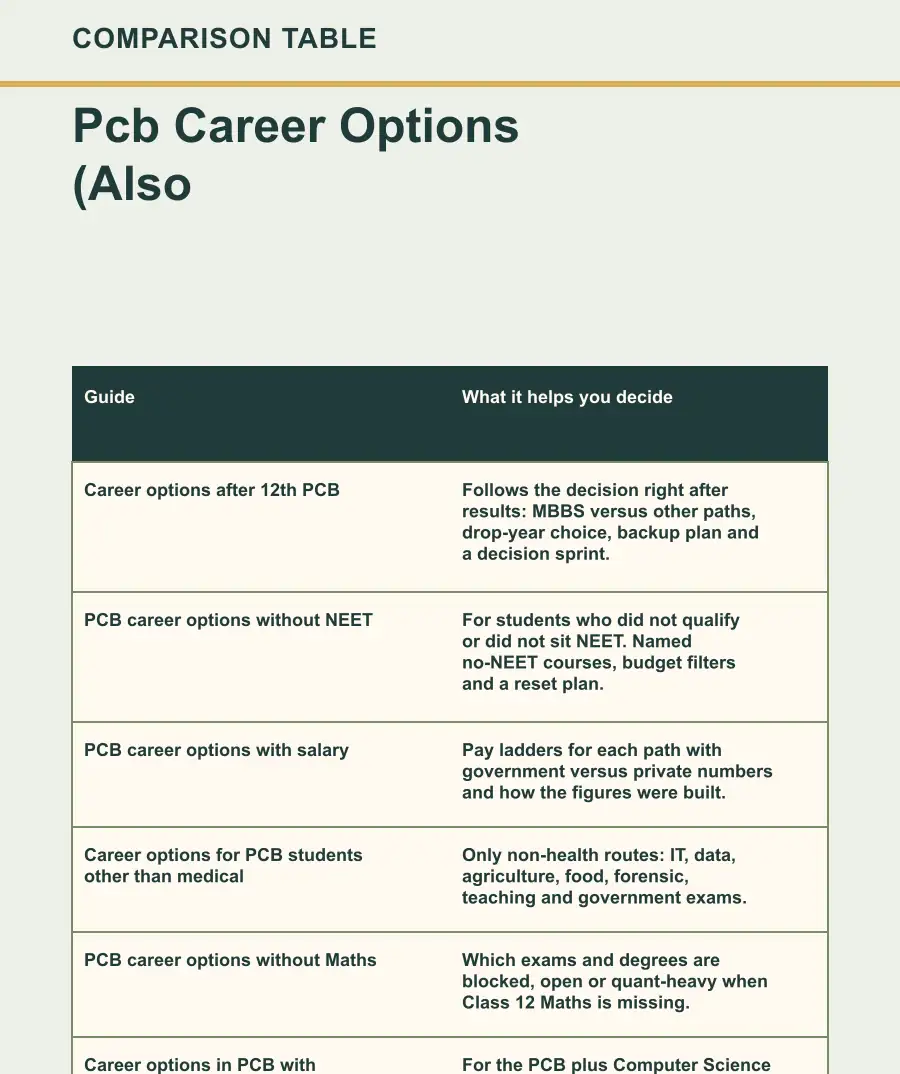 COMPARISON TABLE
Pcb Career Options
(Also
Guide
What it helps you decide
Career options after 12th PCB
Follows the decision right after
results: MBBS versus other paths,
drop-year choice, backup plan and
a decision sprint.
PCB career options without NEET
For students who did not qualify
or did not sit NEET. Named
no-NEET courses, budget filters
and a reset plan.
PCB career options with salary
Pay ladders for each path with
government versus private numbers
and how the figures were built.
Career options for PCB students
other than medical
Only non-health routes: IT, data,
agriculture, food, forensic,
teaching and government exams.
PCB career options without Maths
Which exams and degrees are
blocked, open or quant-heavy when
Class 12 Maths is missing.
Career options in PCB with
For the PCB plus Computer Science